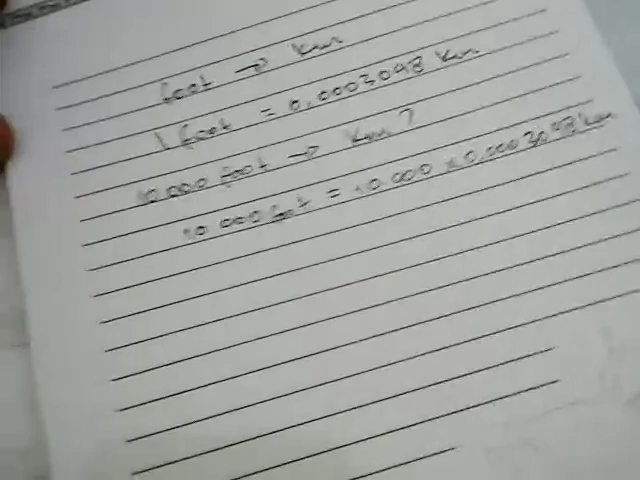 foot → km
1 foot = 0,0003048 km
10.000 foot → km?
10.000 foot = 10.000 x 0,0003048 km